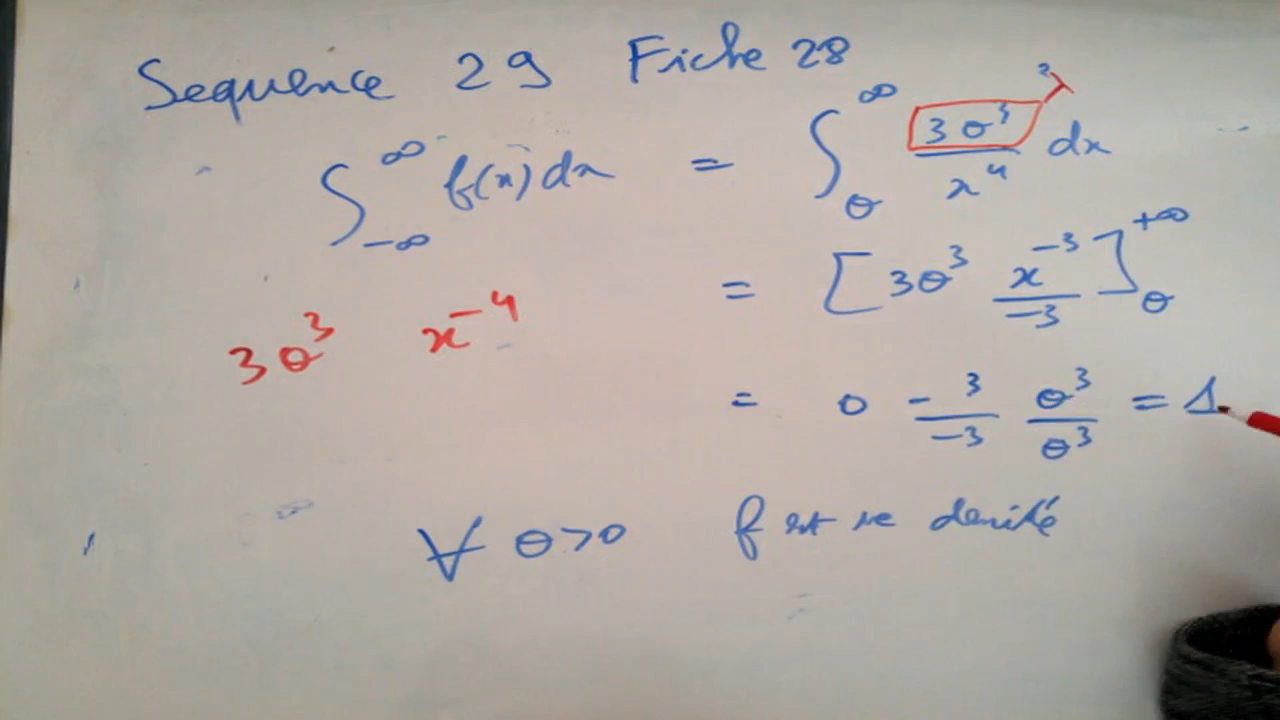 Sequence 29 Fiche 28
∫_{-∞}^{∞} f(x) dx = ∫_θ^∞ 3θ³/x⁴ dx
= [3θ³ x⁻³/-3]_θ^{+∞}
3θ³ x⁻⁴
= 0 - 3/-3 θ³/θ³ = 1
∀ θ>0 f est densité